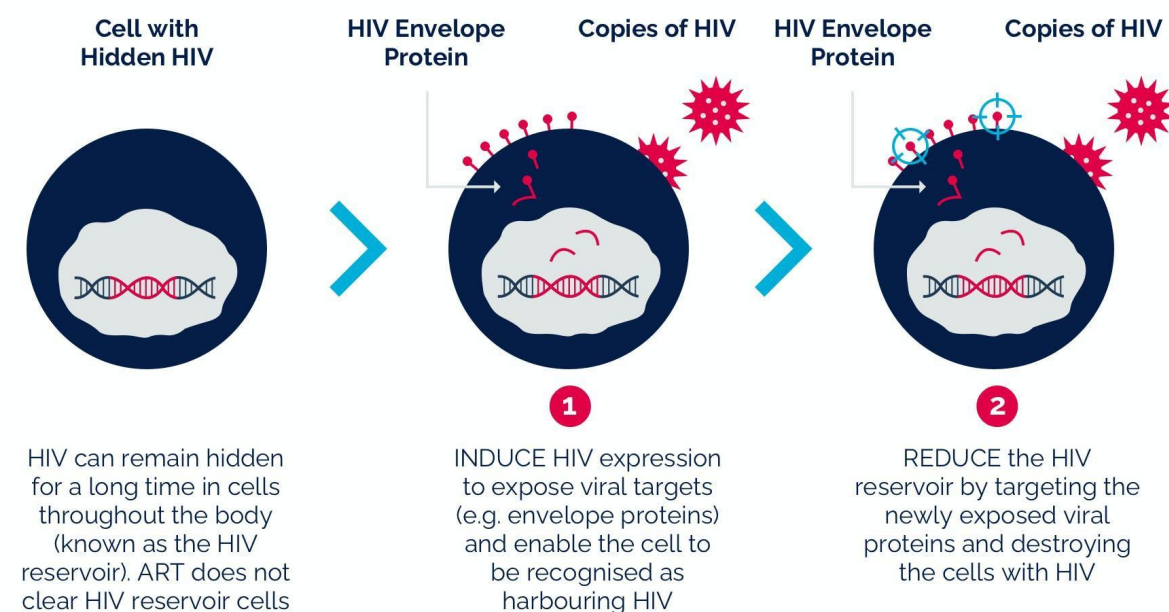 Cell with
Hidden HIV
HIV Envelope
Protein
Copies of HIV
HIV Envelope
Protein
Copies of HIV
HIV can remain hidden
for a long time in cells
throughout the body
(known as the HIV
reservoir). ART does not
clear HIV reservoir cells
1
INDUCE HIV expression
to expose viral targets
(e.g. envelope proteins)
and enable the cell to
be recognised as
harbouring HIV
2
REDUCE the HIV
reservoir by targeting the
newly exposed viral
proteins and destroying
the cells with HIV